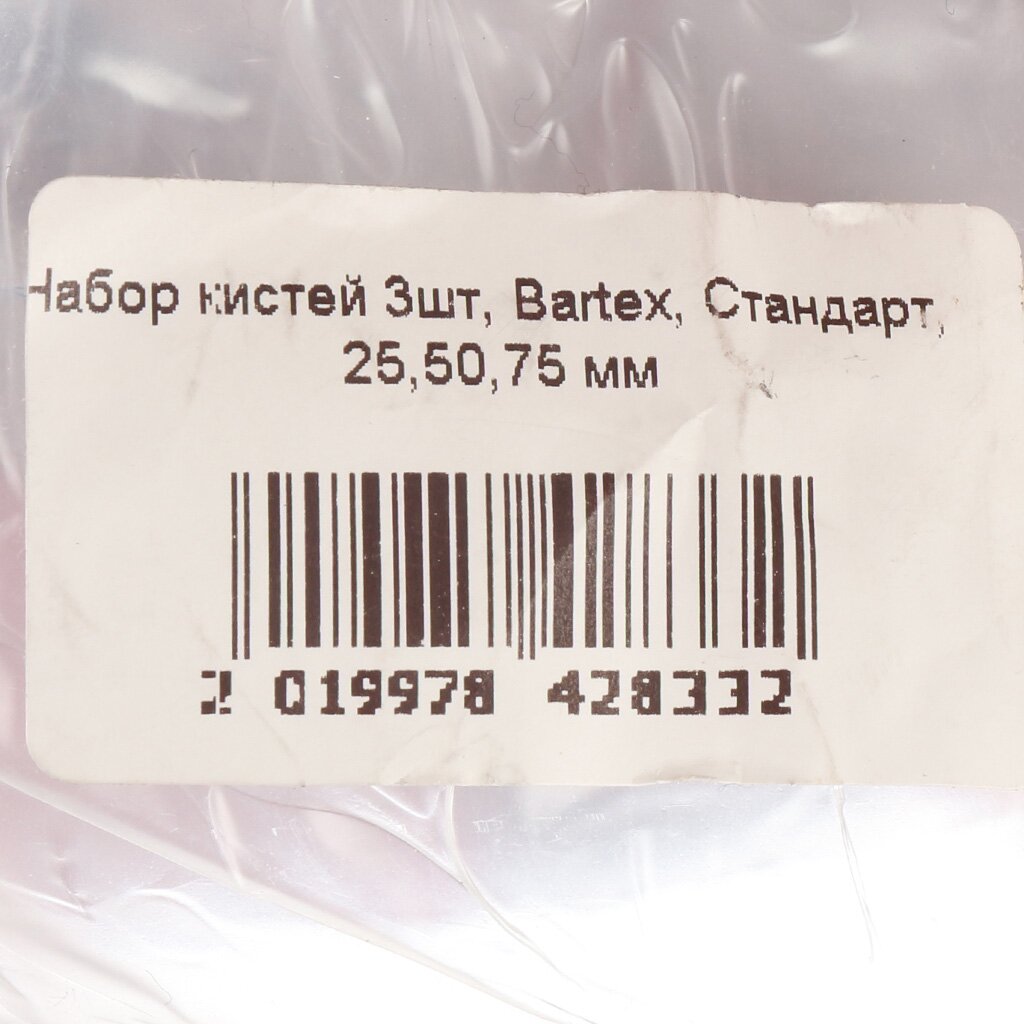 Набор кистей 3шт, Bartex, Стандарт,
25,50,75 мм
2 019978 428332